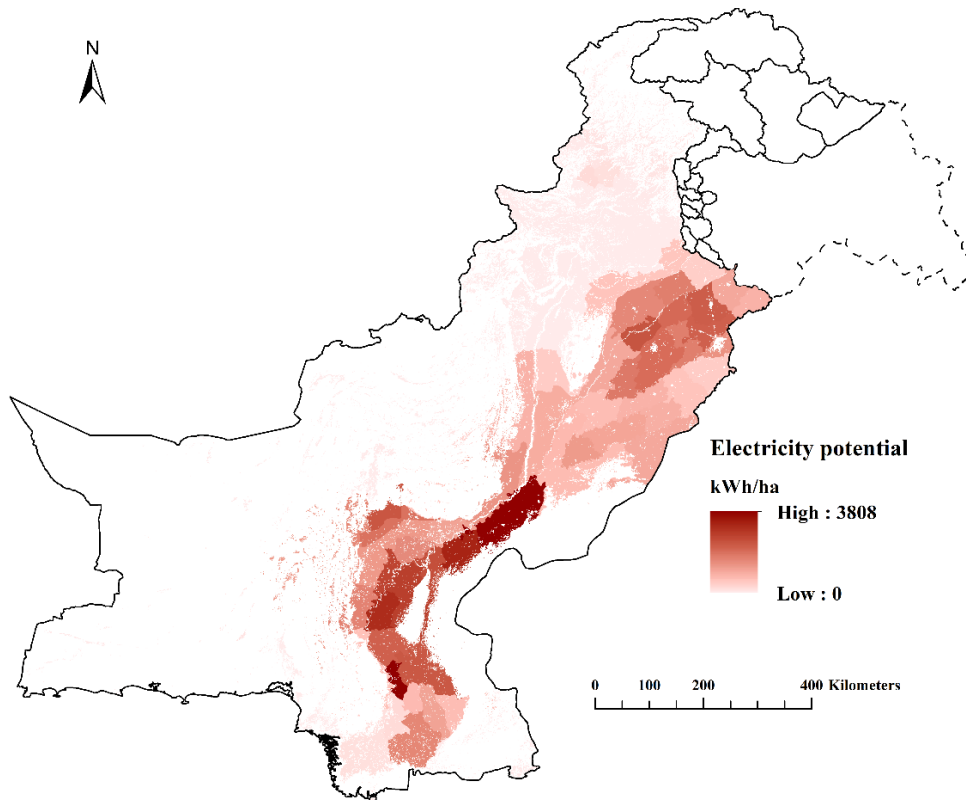 N
Electricity potential
kWh/ha
High : 3808
Low : 0
0 100 200 400 Kilometers